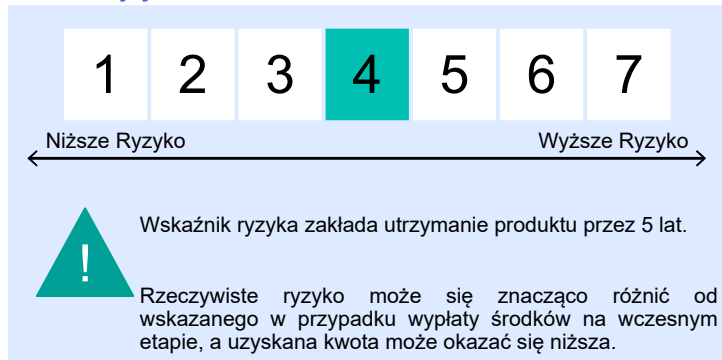 1 2 3 4 5 6 7
Niższe Ryzyko Wyższe Ryzyko
!
Wskaźnik ryzyka zakłada utrzymanie produktu przez 5 lat.
Rzeczywiste ryzyko może się znacząco różnić od
wskazanego w przypadku wypłaty środków na wczesnym
etapie, a uzyskana kwota może okazać się niższa.